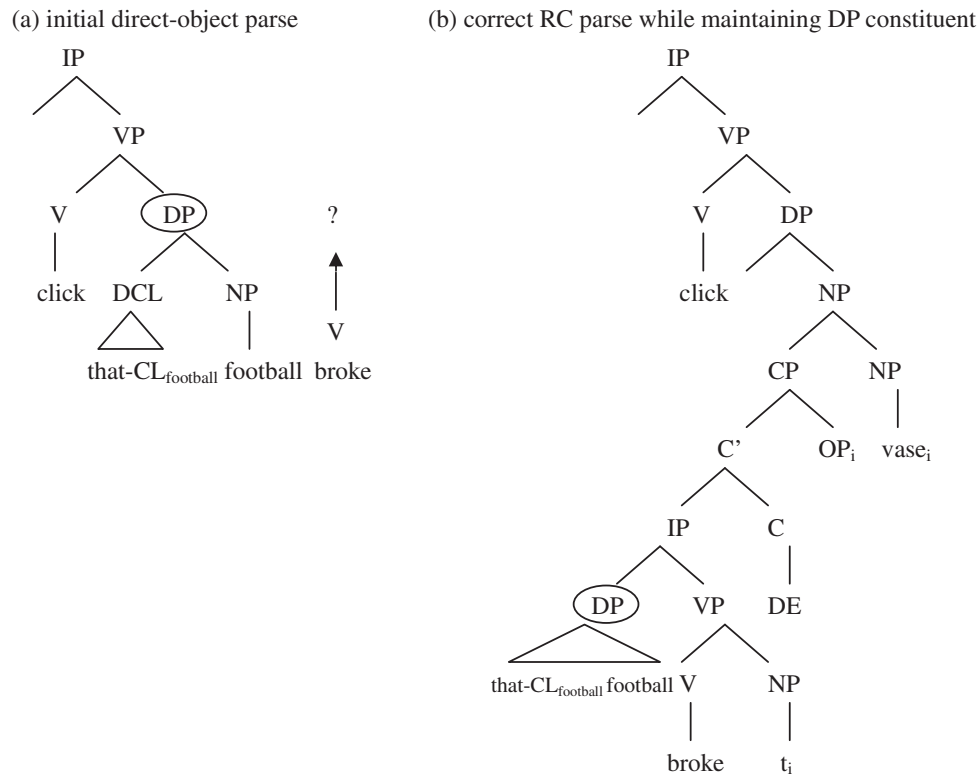 (a) initial direct-object parse
IP
VP
V DP ?
click DCL NP
V
that-CLfootball football broke
(b) correct RC parse while maintaining DP constituent
IP
VP
V DP
click NP
CP NP
C’ OPi vasei
IP C
DP VP DE
that-CLfootball football V NP
broke ti